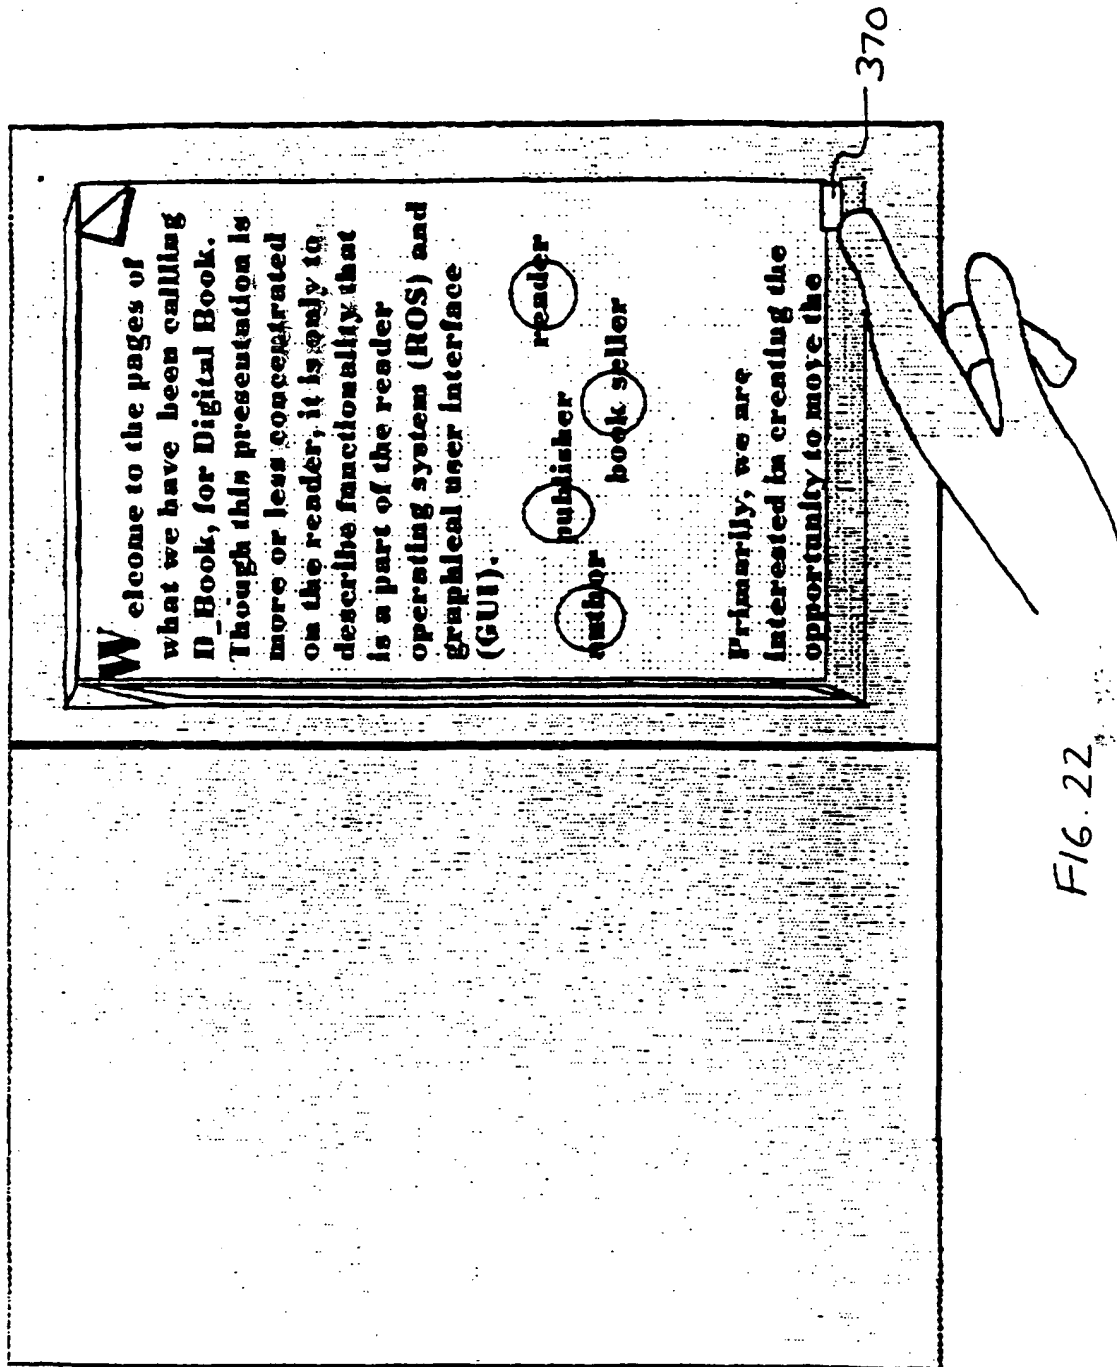 Welcome to the pages of
what we have been calling
D_Book, for Digital Book.
Though this presentation is
more or less concentrated
on the reader, it is only to
describe functionality that
is a part of the reader
operating system (ROS) and
graphical user interface
(GUI).
author
publisher
book seller
reader
Primarily, we are
interested in creating the
opportunity to move the
370
FIG. 22